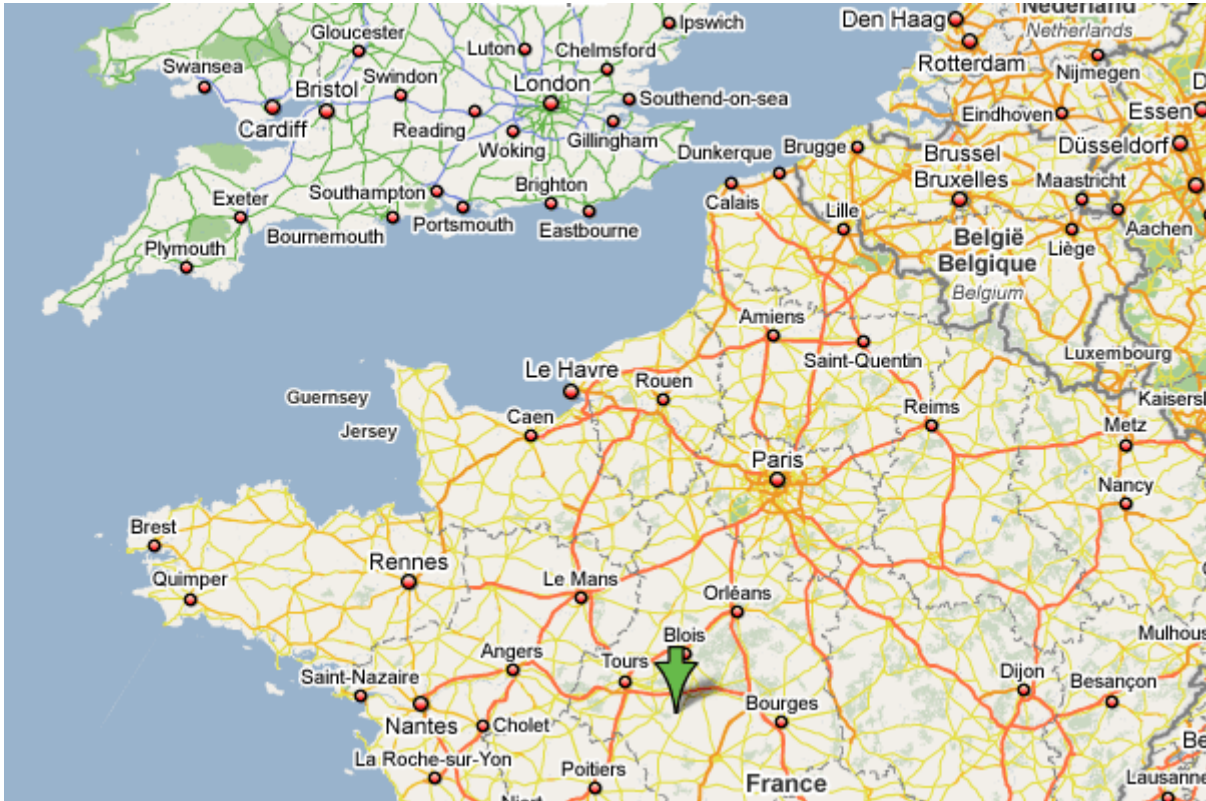 Ipswich
Den Haag
Nederland
Netherlands
Gloucester
Luton
Chelmsford
Rotterdam
Nijmegen
Swansea
Swindon
London
Bristol
Southend-on-sea
Eindhoven
Essen
D
Cardiff
Reading
Gillingham
Woking
Brugge
Brussel
Bruxelles
Düsseldorf
Dunkerque
Maastricht
Exeter
Southampton
Brighton
Calais
Lille
Bournemouth
Portsmouth
Eastbourne
Aachen
België
Belgique
Belgium
Liège
Plymouth
Amiens
Saint-Quentin
Luxembourg
Le Havre
Rouen
Guernsey
Jersey
Caen
Reims
Kaisersl
Metz
Paris
Nancy
Brest
Rennes
Quimper
Le Mans
Orléans
Blois
Mulhous
Angers
Tours
Saint-Nazaire
Dijon
Besançon
Nantes
Cholet
Bourges
Be
La Roche-sur-Yon
Poitiers
France
Lausanne
Niort